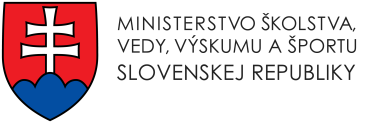 MINISTERSTVO ŠKOLSTVA,
VEDY, VÝSKUMU A ŠPORTU
SLOVENSKEJ REPUBLIKY